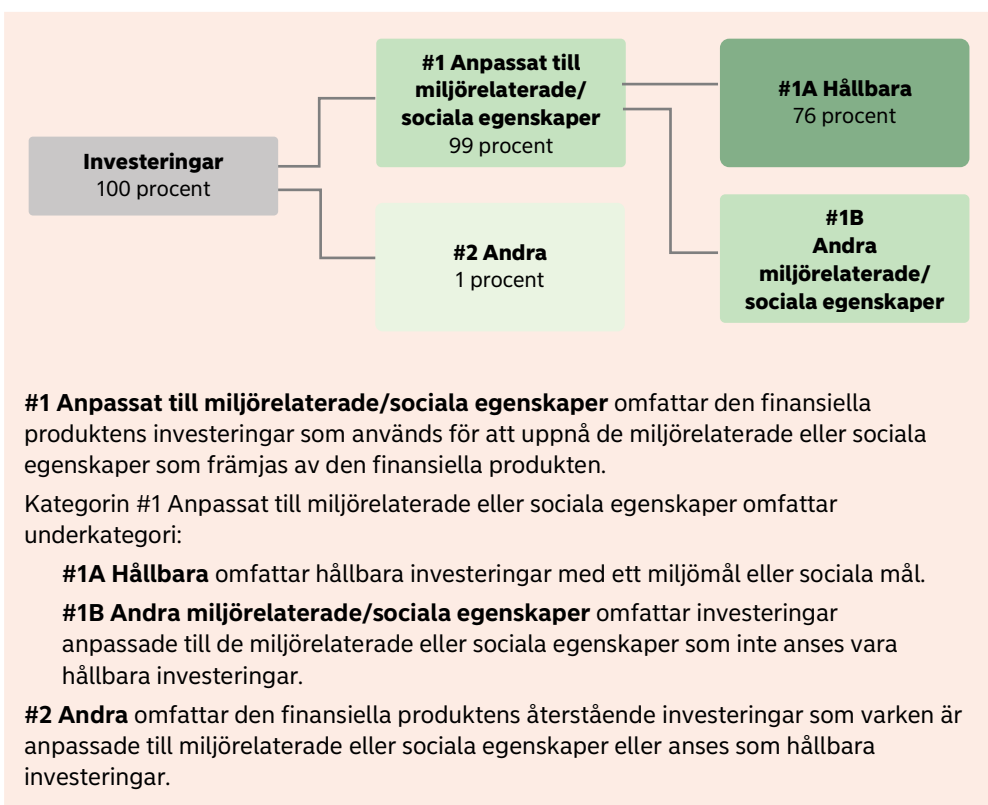 #1 Anpassat till
miljörelaterade/
sociala egenskaper
99 procent
#1A Hållbara
76 procent
Investeringar
100 procent
#2 Andra
1 procent
#1B
Andra
miljörelaterade/
sociala egenskaper
#1 Anpassat till miljörelaterade/sociala egenskaper omfattar den finansiella
produktens investeringar som används för att uppnå de miljörelaterade eller sociala
egenskaper som främjas av den finansiella produkten.
Kategorin #1 Anpassat till miljörelaterade eller sociala egenskaper omfattar
underkategori:
#1A Hållbara omfattar hållbara investeringar med ett miljömål eller sociala mål.
#1B Andra miljörelaterade/sociala egenskaper omfattar investeringar
anpassade till de miljörelaterade eller sociala egenskaper som inte anses vara
hållbara investeringar.
#2 Andra omfattar den finansiella produktens återstående investeringar som varken är
anpassade till miljörelaterade eller sociala egenskaper eller anses som hållbara
investeringar.